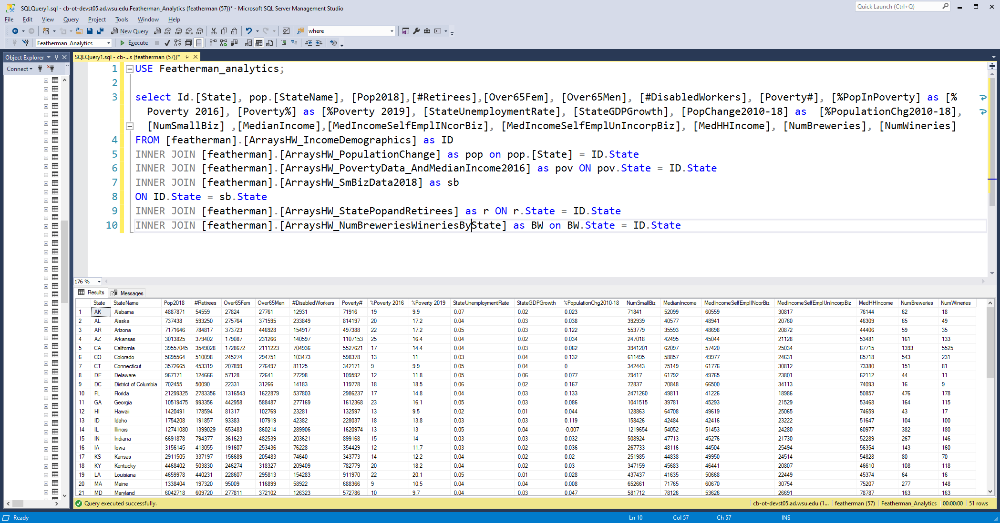 SQLQuery1.sql - cb-ot-devst05.ad.wsu.edu.Featherman_Analytics (featherman (57))* - Microsoft SQL Server Management Studio
Quick Launch (Ctrl+Q)
File Edit View Query Project Tools Window Help
New Query MDX DMX XMLA DAX where
Featherman_Analytics Execute
Object Explorer
SQLQuery1.sql - cb-...s (featherman (57))*
Connect
1 USE Featherman_analytics;
2
3 select Id.[State], pop.[StateName], [Pop2018],[#Retirees],[Over65Fem], [Over65Men], [#DisabledWorkers], [Poverty#], [%PopInPoverty] as [%
Poverty 2016], [Poverty%] as [%Poverty 2019], [StateUnemploymentRate], [StateGDPGrowth], [PopChange2010-18] as [%PopulationChg2010-18],
[NumSmallBiz] ,[MedianIncome],[MedIncomeSelfEmplINcorBiz], [MedIncomeSelfEmplUnIncorpBiz], [MedHHIncome], [NumBreweries], [NumWineries]
4 FROM [featherman].[ArraysHW_IncomeDemographics] as ID
5 INNER JOIN [featherman].[ArraysHW_PopulationChange] as pop on pop.[State] = ID.State
6 INNER JOIN [featherman].[ArraysHW_PovertyData_AndMedianIncome2016] as pov ON pov.State = ID.State
7 INNER JOIN [featherman].[ArraysHW_SmBizData2018] as sb
8 ON ID.State = sb.State
9 INNER JOIN [featherman].[ArraysHW_StatePopandRetirees] as r ON r.State = ID.State
10 INNER JOIN [featherman].[ArraysHW_NumBreweriesWineriesByState] as BW on BW.State = ID.State
176 %
Results Messages
State StateName Pop2018 #Retirees Over65Fem Over65Men #DisabledWorkers Poverty# %Poverty 2016 %Poverty 2019 StateUnemploymentRate StateGDPGrowth %PopulationChg2010-18 NumSmallBiz MedianIncome MedIncomeSelfEmplINcorBiz MedIncomeSelfEmplUnIncorpBiz MedHHIncome NumBreweries NumWineries
1 AK Alabama 4887871 54559 27824 27761 12931 71916 19 9.9 0.07 0.02 0.023 71841 52099 60559 30817 76144 62 18
2 AL Alaska 737438 593250 275764 371595 233849 814197 20 17.2 0.04 0.03 0.038 392939 40577 48941 20760 46309 65 49
3 AR Arizona 7171646 784817 373723 446928 154917 497388 22 17.2 0.05 0.03 0.122 553779 35593 48698 20872 44406 59 35
4 AZ Arkansas 3013825 379402 179087 231266 140597 1107153 25 16.4 0.04 0.02 0.034 247018 42495 45044 21128 53481 161 133
5 CA California 39557045 3549028 1728672 2111223 704936 5527621 17 14.4 0.04 0.03 0.062 3941201 62097 57420 25034 67715 1393 5525
6 CO Colorado 5695564 510098 245274 294751 103473 598378 13 11 0.03 0.04 0.132 611495 58857 49977 24631 65718 543 231
7 CT Connecticut 3572665 453319 207899 276497 81125 342171 9 9.9 0.05 0.04 0 342443 75149 61776 30812 73380 151 81
8 DE Delaware 967171 124666 57128 72641 27298 109592 12 11.8 0.05 0.06 0.077 79417 61792 49765 23801 62112 44 11
9 DC District of Columbia 702455 50090 22331 31266 14183 119778 18 18.5 0.06 0.02 0.167 72837 70848 66500 34113 74093 16 9
10 FL Florida 21299325 2783356 1316543 1622879 537803 2986237 17 14.8 0.04 0.03 0.133 2471260 49811 41226 18986 50857 476 178
11 GA Georgia 10519475 993356 442958 588487 277169 1612368 23 16.1 0.05 0.03 0.086 1041515 39781 45293 21529 53468 164 115
12 HI Hawaii 1420491 178594 81317 102769 23281 132597 13 9.5 0.02 0.01 0.044 128863 64708 49619 25065 74659 43 17
13 ID Idaho 1754208 191857 93383 107919 42382 228037 18 13.8 0.03 0.03 0.119 158426 42484 42416 23222 51647 104 100
14 IL Illinois 12741080 1399029 653483 860214 289906 1620974 13 13 0.05 0.04 -0.007 1219654 54052 51453 24280 60977 382 180
15 IN Indiana 6691878 794377 361623 482539 203621 899168 15 14 0.03 0.03 0.032 508924 47713 45276 21730 52289 267 146
16 IA Iowa 3156145 413055 191607 253436 76228 354429 12 11.7 0.03 0.02 0.036 267733 48116 44504 25494 56354 143 160
17 KS Kansas 2911505 337197 156689 205483 74640 343773 14 12.2 0.04 0.02 0.02 251985 44838 49950 24514 54828 80 70
18 KY Kentucky 4468402 503830 246274 318327 209409 782779 20 18.2 0.04 0.02 0.03 347159 45683 46441 20807 46610 108 118
19 LA Louisiana 4659978 440231 228607 295813 154283 911970 22 20.1 0.05 0.01 0.028 437437 41635 50668 22449 45374 64 16
20 MA Maine 1338404 197320 95009 116899 58922 688366 9 10.5 0.04 0.04 0.008 652661 71765 60670 30754 75207 277 148
21 MD Maryland 6042718 609720 277811 372102 126323 572786 10 9.7 0.04 0.03 0.047 581712 78126 53626 26691 78787 163 163
Query executed successfully. cb-ot-devst05.ad.wsu.edu (1... featherman (57) Featherman_Analytics 00:00:00 51 rows
Ready Ln 10 Col 57 Ch 57 INS